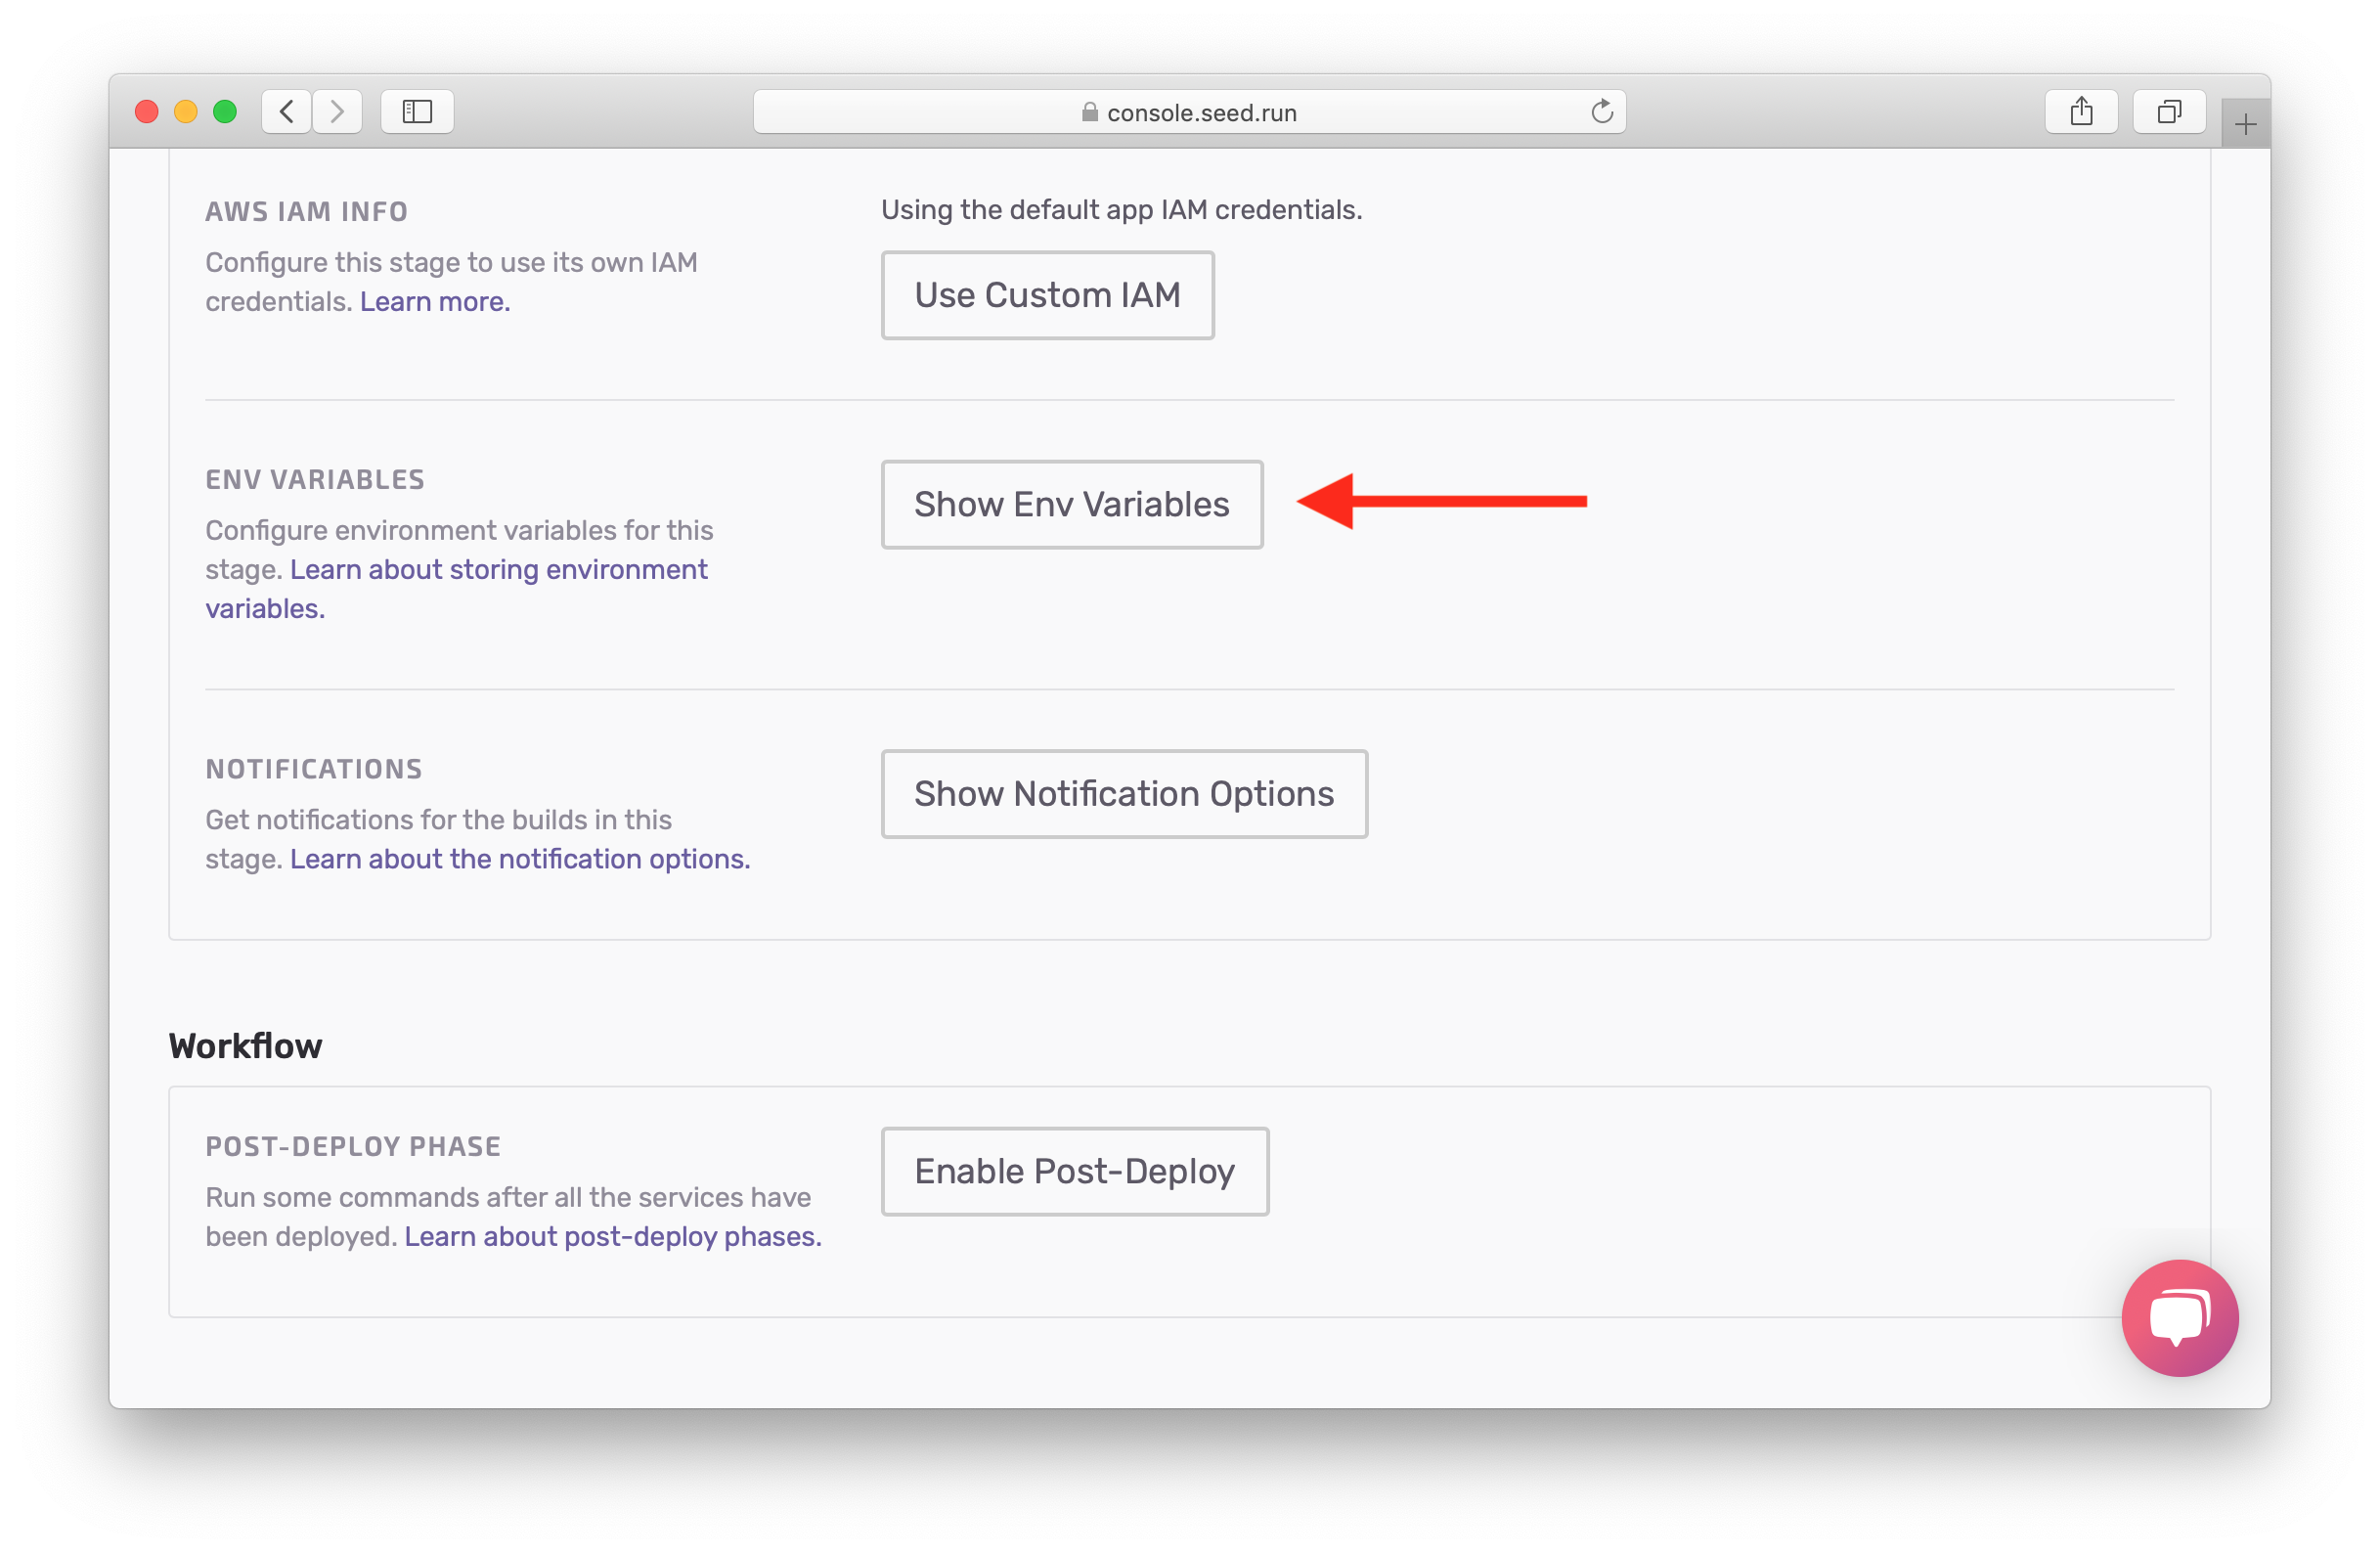 console.seed.run
AWS IAM INFO
Configure this stage to use its own IAM
credentials. Learn more.
Using the default app IAM credentials.
Use Custom IAM
ENV VARIABLES
Configure environment variables for this
stage. Learn about storing environment
variables.
Show Env Variables
NOTIFICATIONS
Get notifications for the builds in this
stage. Learn about the notification options.
Show Notification Options
Workflow
POST-DEPLOY PHASE
Run some commands after all the services have
been deployed. Learn about post-deploy phases.
Enable Post-Deploy